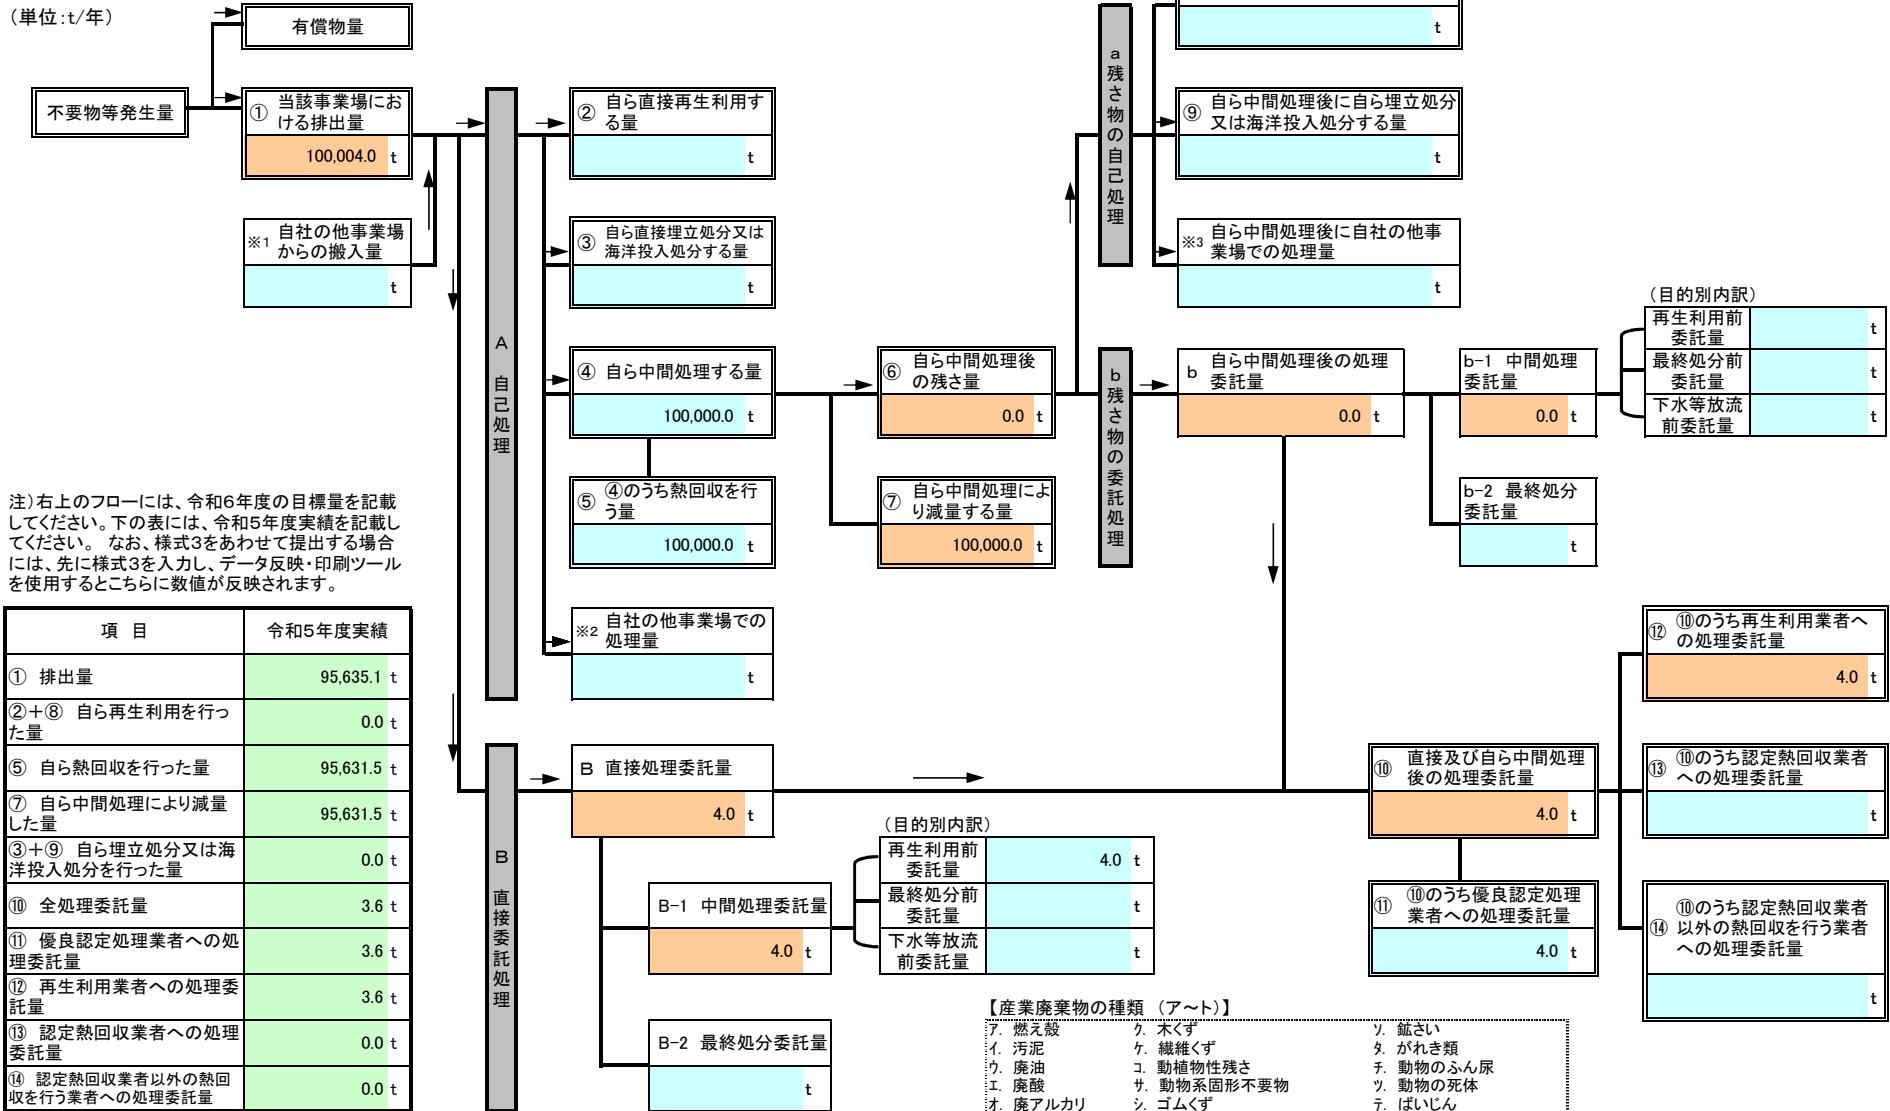 （単位：t/年）
有償物量
不要物等発生量
① 当該事業場にお
ける排出量
100,004.0 t
※1 自社の他事業場
からの搬入量
t
A 自己処理
② 自ら直接再生利用す
る量
t
③ 自ら直接埋立処分又は
海洋投入処分する量
t
④ 自ら中間処理する量
100,000.0 t
⑤ ④のうち熱回収を行
う量
100,000.0 t
※2 自社の他事業場での
処理量
t
⑥ 自ら中間処理後
の残さ量
0.0 t
⑦ 自ら中間処理によ
り減量する量
100,000.0 t
a 残さ物の自己処理
t
⑨ 自ら中間処理後に自ら埋立処分
又は海洋投入処分する量
t
※3 自ら中間処理後に自社の他事
業場での処理量
t
b 残さ物の委託処理
b 自ら中間処理後の処理
委託量
0.0 t
b-1 中間処理
委託量
0.0 t
（目的別内訳）
再生利用前
委託量
t
最終処分前
委託量
t
下水等放流
前委託量
t
b-2 最終処分
委託量
t
注）右上のフローには、令和6年度の目標量を記載
してください。下の表には、令和5年度実績を記載し
てください。 なお、様式3をあわせて提出する場合
には、先に様式3を入力し、データ反映・印刷ツール
を使用するとこちらに数値が反映されます。
項 目 令和5年度実績
① 排出量 95,635.1 t
②＋⑧ 自ら再生利用を行っ
た量
0.0 t
⑤ 自ら熱回収を行った量 95,631.5 t
⑦ 自ら中間処理により減量
した量
95,631.5 t
③＋⑨ 自ら埋立処分又は海
洋投入処分を行った量
0.0 t
⑩ 全処理委託量 3.6 t
⑪ 優良認定処理業者への処
理委託量
3.6 t
⑫ 再生利用業者への処理委
託量
3.6 t
⑬ 認定熱回収業者への処理
委託量
0.0 t
⑭ 認定熱回収業者以外の熱回
収を行う業者への処理委託量
0.0 t
B 直接委託処理
B 直接処理委託量
4.0 t
B-1 中間処理委託量
4.0 t
（目的別内訳）
再生利用前
委託量
4.0 t
最終処分前
委託量
t
下水等放流
前委託量
t
B-2 最終処分委託量
t
⑩ 直接及び自ら中間処理
後の処理委託量
4.0 t
⑪ ⑩のうち優良認定処理
業者への処理委託量
4.0 t
⑫ ⑩のうち再生利用業者へ
の処理委託量
4.0 t
⑬ ⑩のうち認定熱回収業者
への処理委託量
t
⑭ ⑩のうち認定熱回収業者
以外の熱回収を行う業者
への処理委託量
t
【産業廃棄物の種類 （ア～ト）】
ア. 燃え殻 ク. 木くず ソ. 鉱さい
イ. 汚泥 ケ. 繊維くず タ. がれき類
ウ. 廃油 コ. 動植物性残さ チ. 動物のふん尿
エ. 廃酸 サ. 動物系固形不要物 ツ. 動物の死体
オ. 廃アルカリ シ. ゴムくず テ. ばいじん